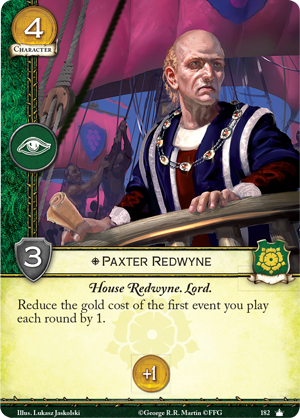 4
Character
3
Paxter Redwyne
House Redwyne. Lord.
Reduce the gold cost of the first event you play
each round by 1.
+1
Illus. Lukasz Jaskolski ©George R.R. Martin ©FFG 182